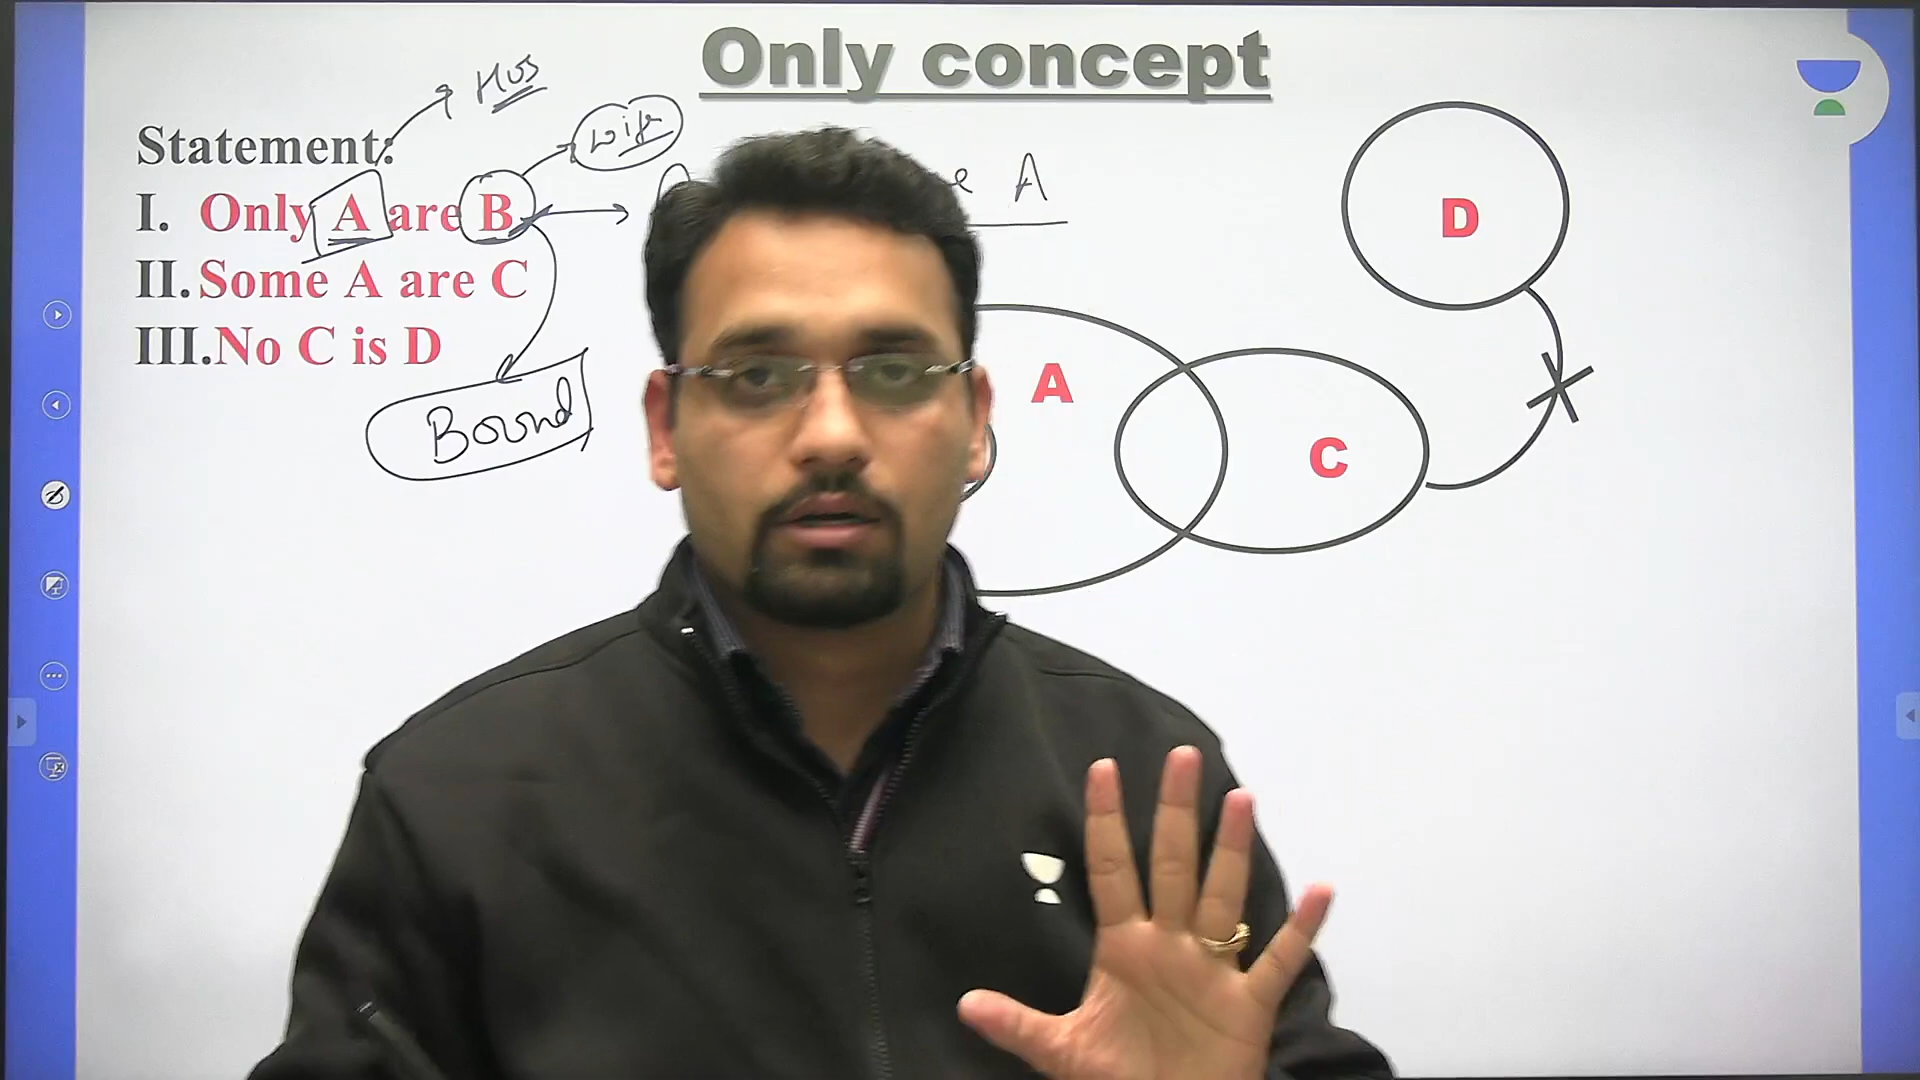 Only concept
Hus
Wife
Statement:
A
I. Only A are B
II. Some A are C
III. No C is D
Bound
D
A
C